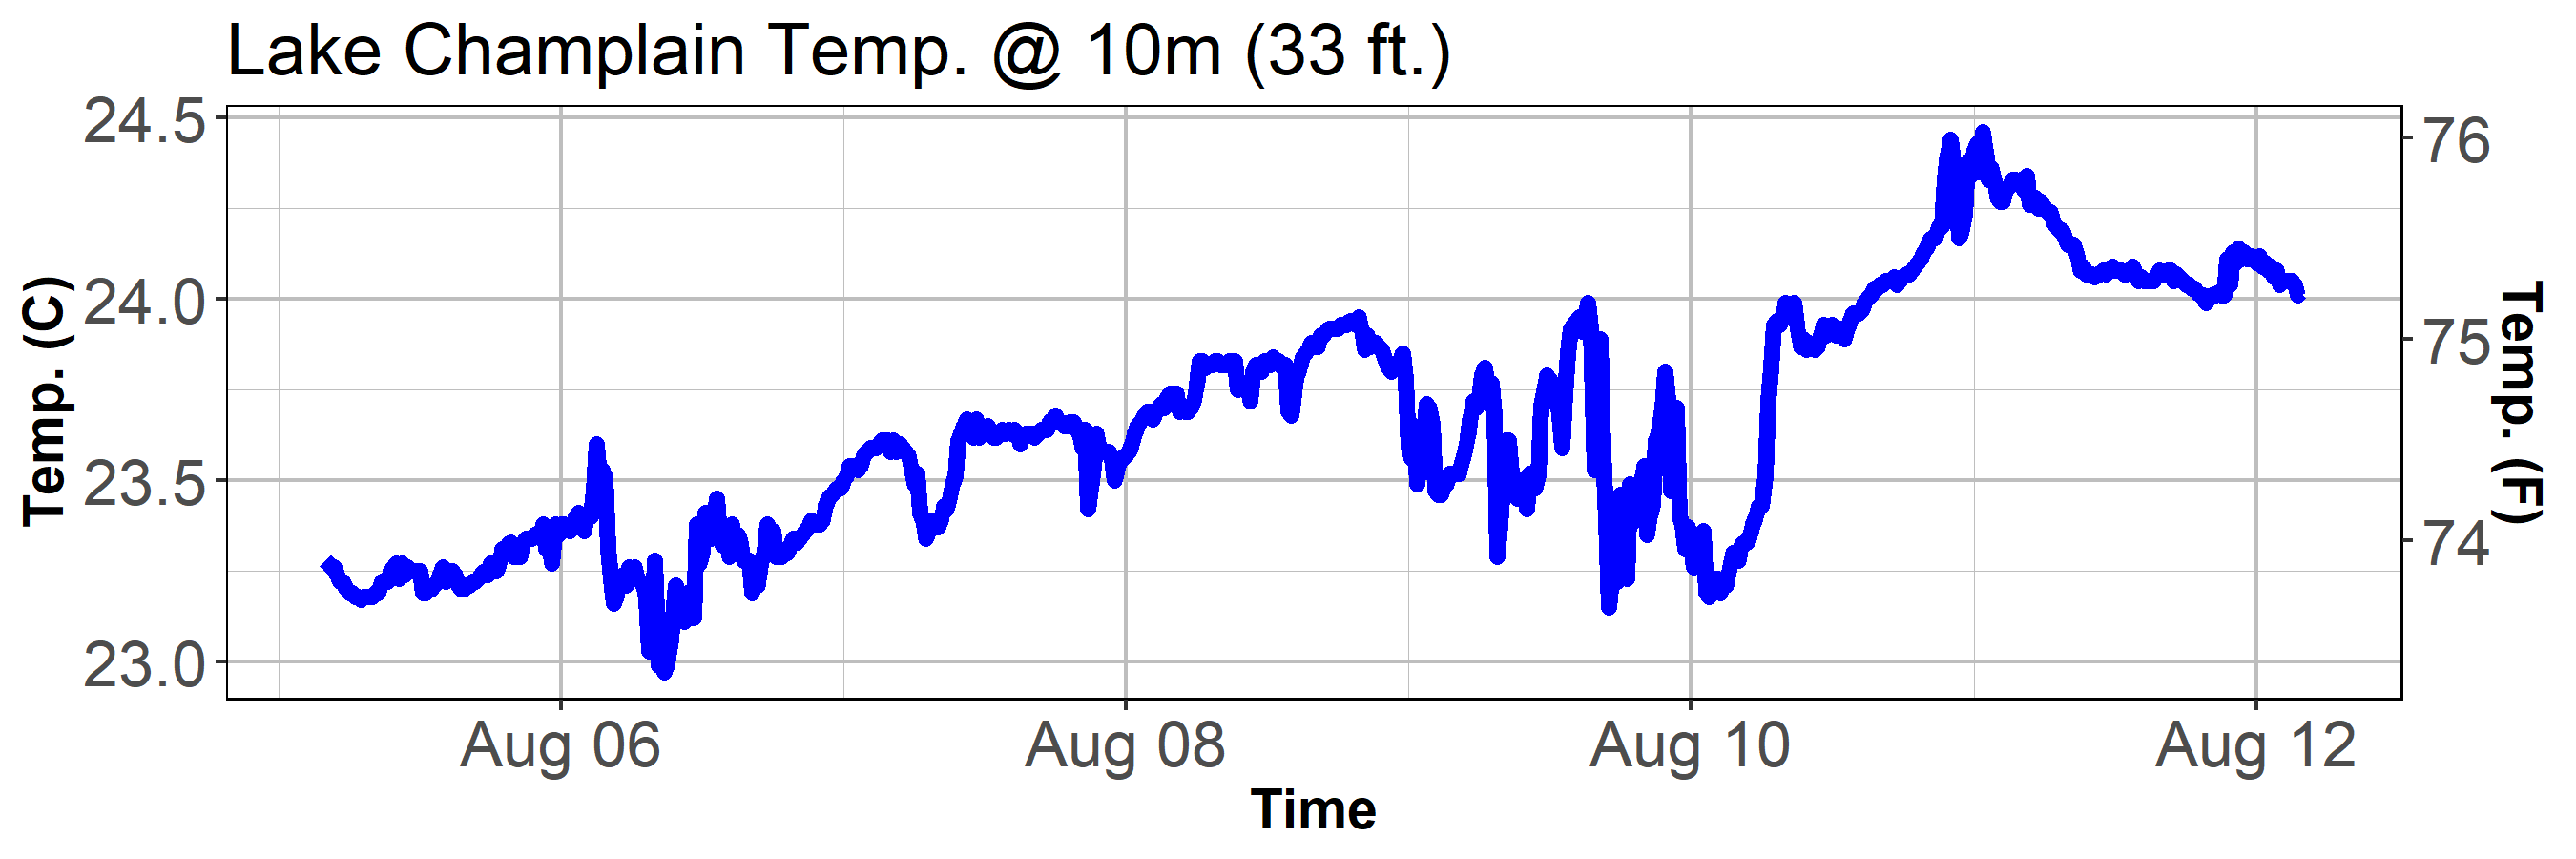 Lake Champlain Temp. @ 10m (33 ft.)
24.5
24.0
23.5
23.0
Temp. (C)
76
75
74
Temp. (F)
Aug 06 Aug 08 Aug 10 Aug 12
Time